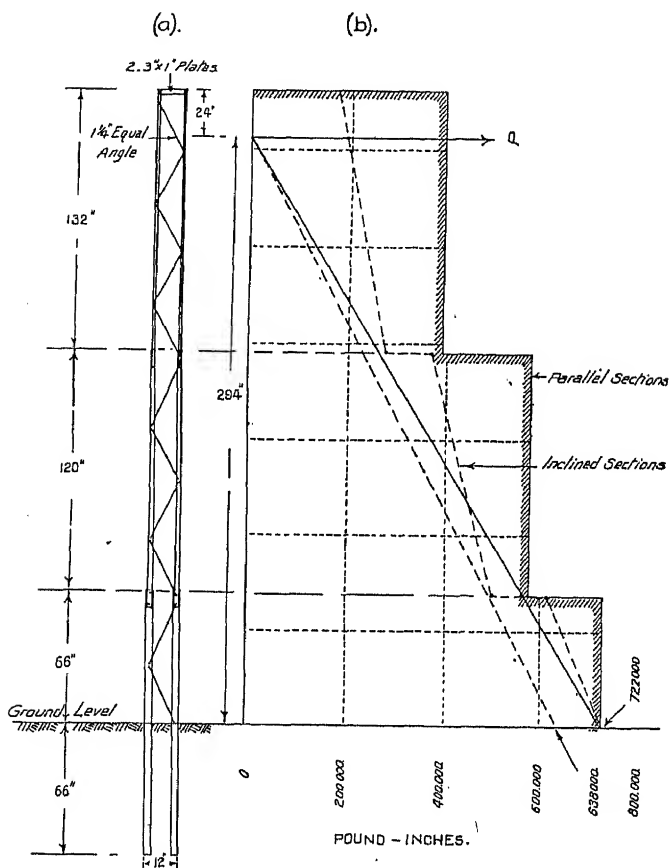 (a).
(b).
2.3"x1" Plates.
24"
1¼" Equal
Angle
132"
294"
Parallel Sections
120"
Inclined Sections
66"
Ground Level
66"
12"
0
200 000.
400.000.
600.000
638000.
722000
800.000.
POUND - INCHES.